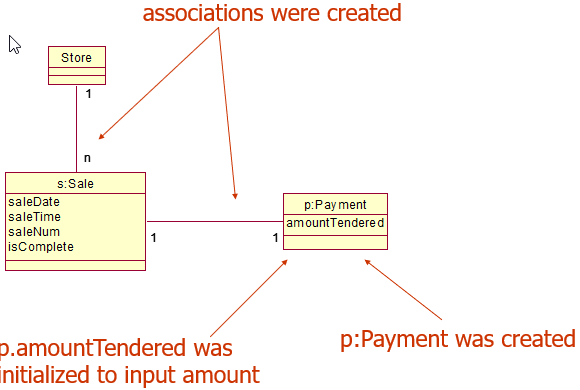 associations were created
Store
1
n
s:Sale
saleDate
saleTime
saleNum
isComplete
1
1
p:Payment
amountTendered
p.amountTendered was
initialized to input amount
p:Payment was created